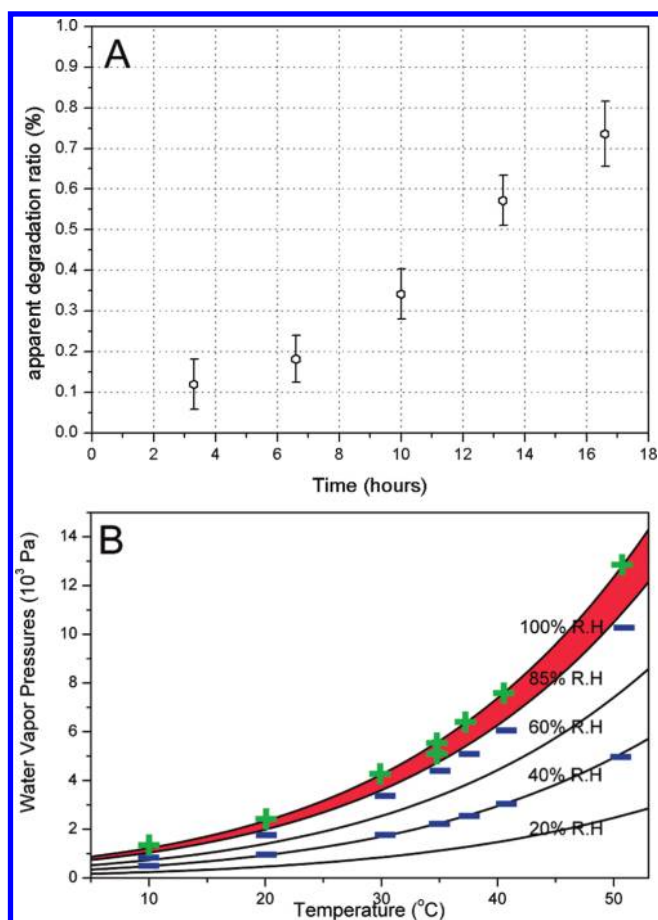 A
apparent degradation ratio (%)
1.0
0.9
0.8
0.7
0.6
0.5
0.4
0.3
0.2
0.1
0.0
0 2 4 6 8 10 12 14 16 18
Time (hours)
B
Water Vapor Pressures (10³ Pa)
14
12
10
8
6
4
2
0
100% R.H
85% R.H
60% R.H
40% R.H
20% R.H
10 20 30 40 50
Temperature (°C)